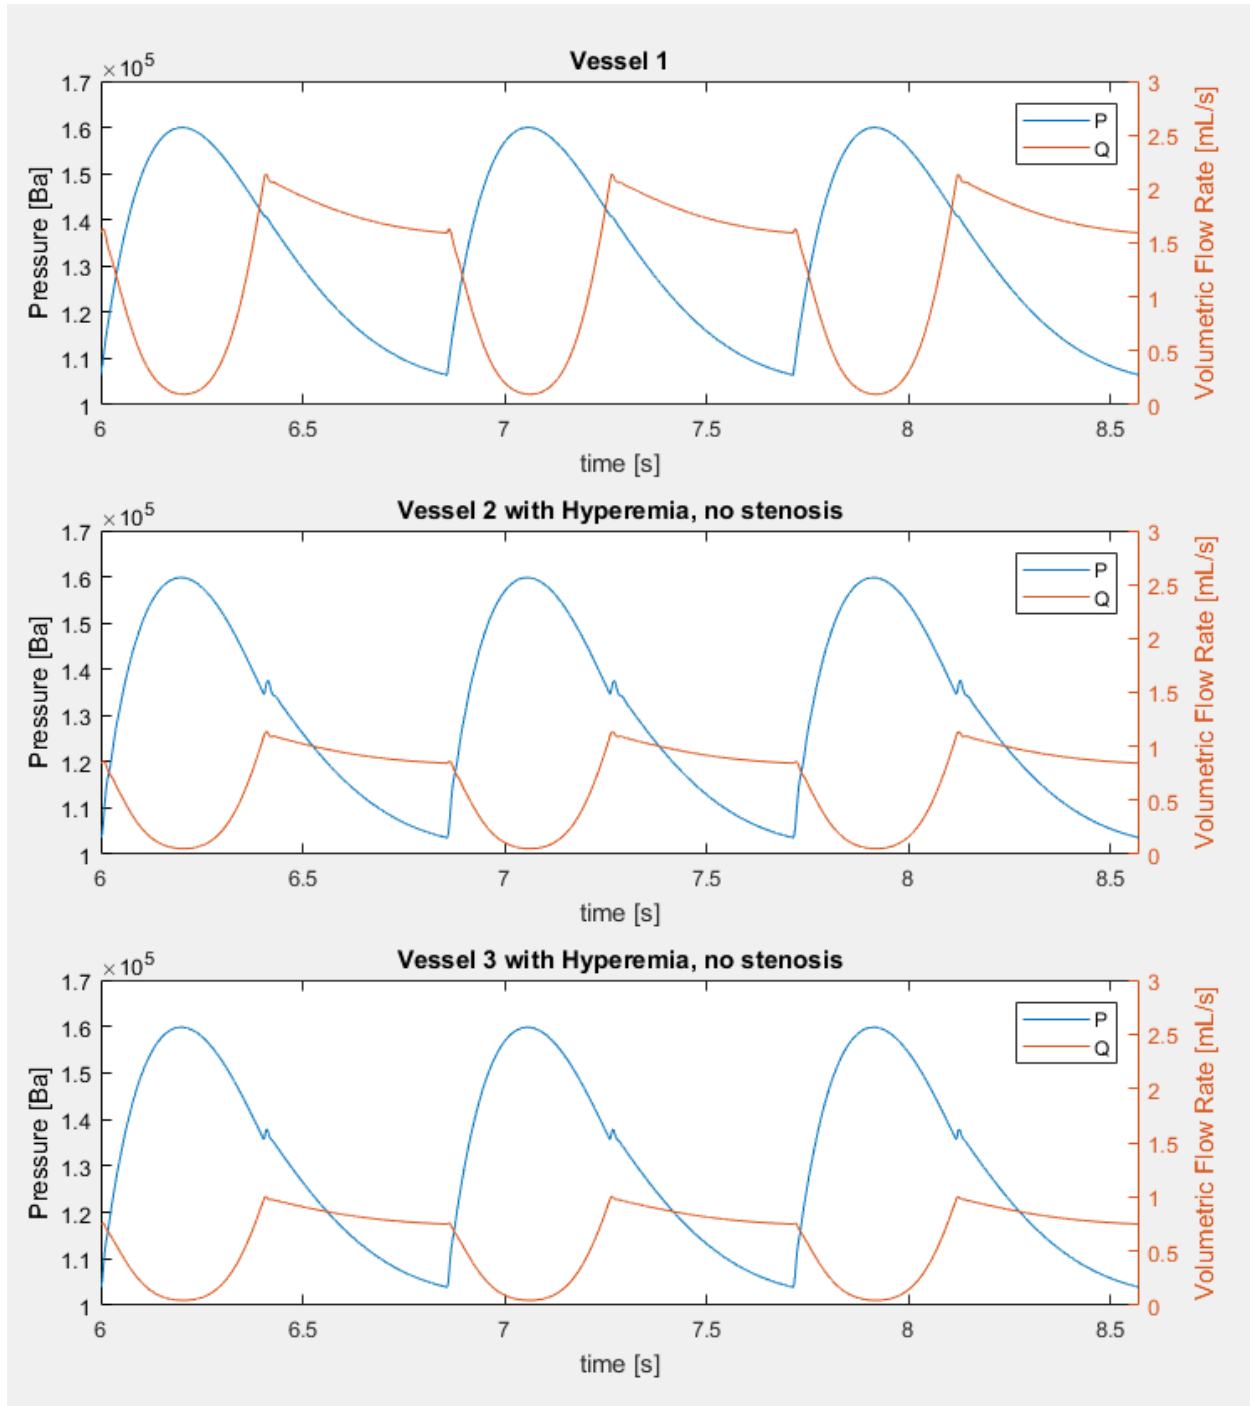 Vessel 1
×10^5
1.7
1.6
1.5
1.4
1.3
1.2
1.1
1
Pressure [Ba]
P
Q
3
2.5
2
1.5
1
0.5
0
Volumetric Flow Rate [mL/s]
6 6.5 7 7.5 8 8.5
time [s]
Vessel 2 with Hyperemia, no stenosis
×10^5
1.7
1.6
1.5
1.4
1.3
1.2
1.1
1
Pressure [Ba]
P
Q
3
2.5
2
1.5
1
0.5
0
Volumetric Flow Rate [mL/s]
6 6.5 7 7.5 8 8.5
time [s]
Vessel 3 with Hyperemia, no stenosis
×10^5
1.7
1.6
1.5
1.4
1.3
1.2
1.1
1
Pressure [Ba]
P
Q
3
2.5
2
1.5
1
0.5
0
Volumetric Flow Rate [mL/s]
6 6.5 7 7.5 8 8.5
time [s]